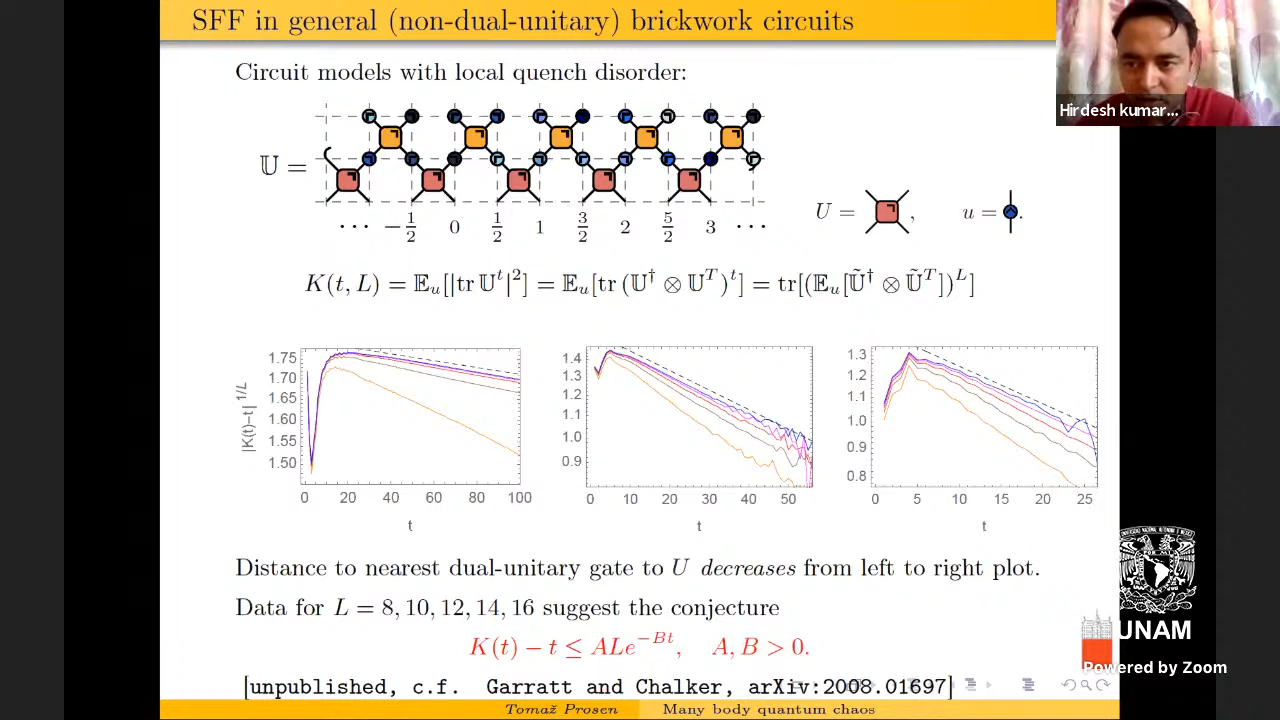 SFF in general (non-dual-unitary) brickwork circuits
Hirdesh kumar...
Circuit models with local quench disorder:
𝕌 =
··· −1/2 0 1/2 1 3/2 2 5/2 3 ···
U = , u = .
K(t, L) = 𝔼_u[|tr 𝕌^t|^2] = 𝔼_u[tr (𝕌^† ⊗ 𝕌^T)^t] = tr[(𝔼_u[𝕌̃^† ⊗ 𝕌̃^T])^L]
|K(t)−t|^{1/L}
1.75
1.70
1.65
1.60
1.55
1.50
0 20 40 60 80 100
t
1.4
1.3
1.2
1.1
1.0
0.9
0 10 20 30 40 50
t
1.3
1.2
1.1
1.0
0.9
0.8
0 5 10 15 20 25
t
Distance to nearest dual-unitary gate to U decreases from left to right plot.
Data for L = 8, 10, 12, 14, 16 suggest the conjecture
K(t) − t ≤ ALe^{−Bt}, A, B > 0.
[unpublished, c.f. Garratt and Chalker, arXiv:2008.01697]
Tomaž Prosen Many body quantum chaos
UNAM
Powered by Zoom